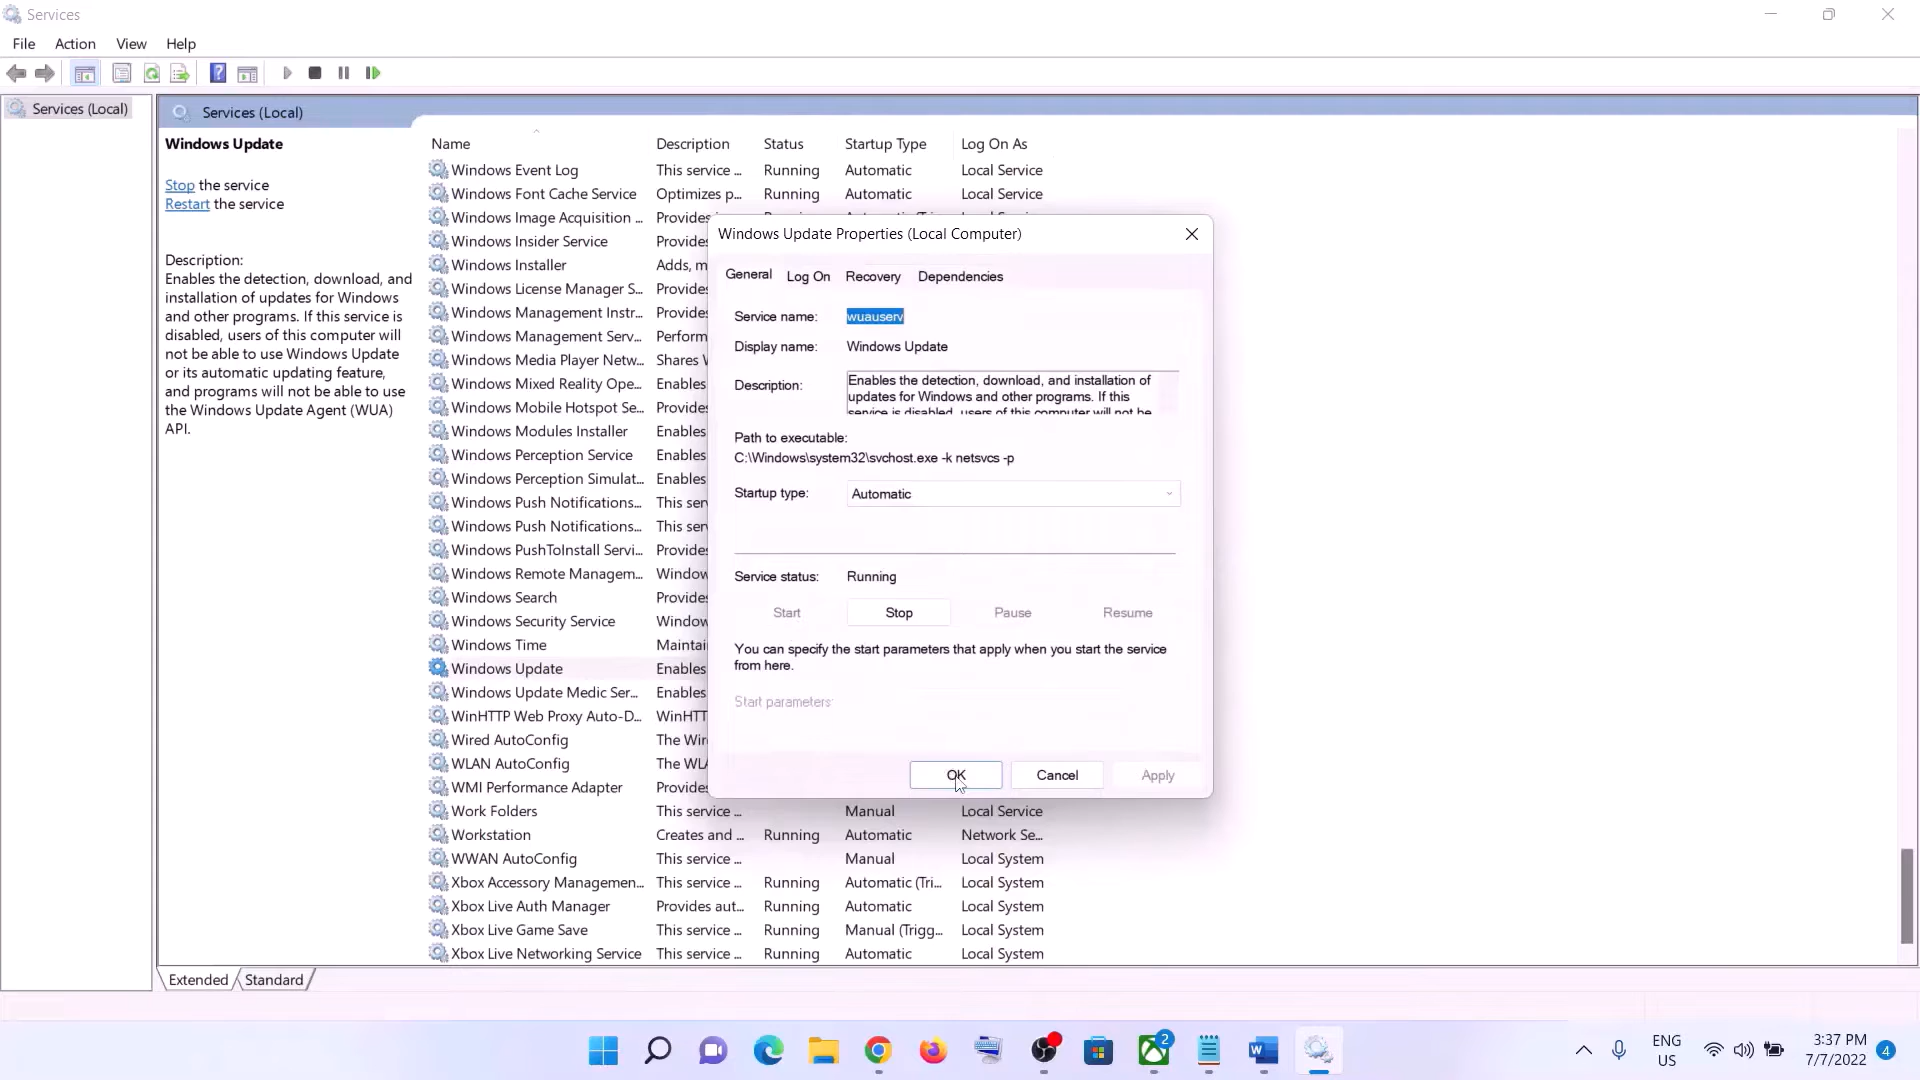 Services
File Action View Help
Services (Local)
Services (Local)
Windows Update
Stop the service
Restart the service
Description:
Enables the detection, download, and
installation of updates for Windows
and other programs. If this service is
disabled, users of this computer will
not be able to use Windows Update
or its automatic updating feature,
and programs will not be able to use
the Windows Update Agent (WUA)
API.
Name Description Status Startup Type Log On As
Windows Event Log This service ... Running Automatic Local Service
Windows Font Cache Service Optimizes p... Running Automatic Local Service
Windows Image Acquisition ... Provides
Windows Insider Service Provides
Windows Installer Adds, m
Windows License Manager S... Provides
Windows Management Instr... Provides
Windows Management Serv... Perform
Windows Media Player Netw... Shares W
Windows Mixed Reality Ope... Enables
Windows Mobile Hotspot Se... Provides
Windows Modules Installer Enables
Windows Perception Service Enables
Windows Perception Simulat... Enables
Windows Push Notifications... This serv
Windows Push Notifications... This serv
Windows PushToInstall Servi... Provides
Windows Remote Managem... Window
Windows Search Provides
Windows Security Service Window
Windows Time Maintai
Windows Update Enables
Windows Update Medic Ser... Enables
WinHTTP Web Proxy Auto-D... WinHTT
Wired AutoConfig The Wir
WLAN AutoConfig The WLA
WMI Performance Adapter Provides
Work Folders This service ... Manual Local Service
Workstation Creates and ... Running Automatic Network Se...
WWAN AutoConfig This service ... Manual Local System
Xbox Accessory Managemen... This service ... Running Automatic (Tri... Local System
Xbox Live Auth Manager Provides aut... Running Automatic Local System
Xbox Live Game Save This service ... Running Manual (Trigg... Local System
Xbox Live Networking Service This service ... Running Automatic Local System
Windows Update Properties (Local Computer)
General Log On Recovery Dependencies
Service name: wuauserv
Display name: Windows Update
Description: Enables the detection, download, and installation of
updates for Windows and other programs. If this
service is disabled, users of this computer will not be
Path to executable:
C:\Windows\system32\svchost.exe -k netsvcs -p
Startup type: Automatic
Service status: Running
Start Stop Pause Resume
You can specify the start parameters that apply when you start the service
from here.
Start parameters:
OK Cancel Apply
Extended Standard
2
ENG
US
3:37 PM
7/7/2022
4